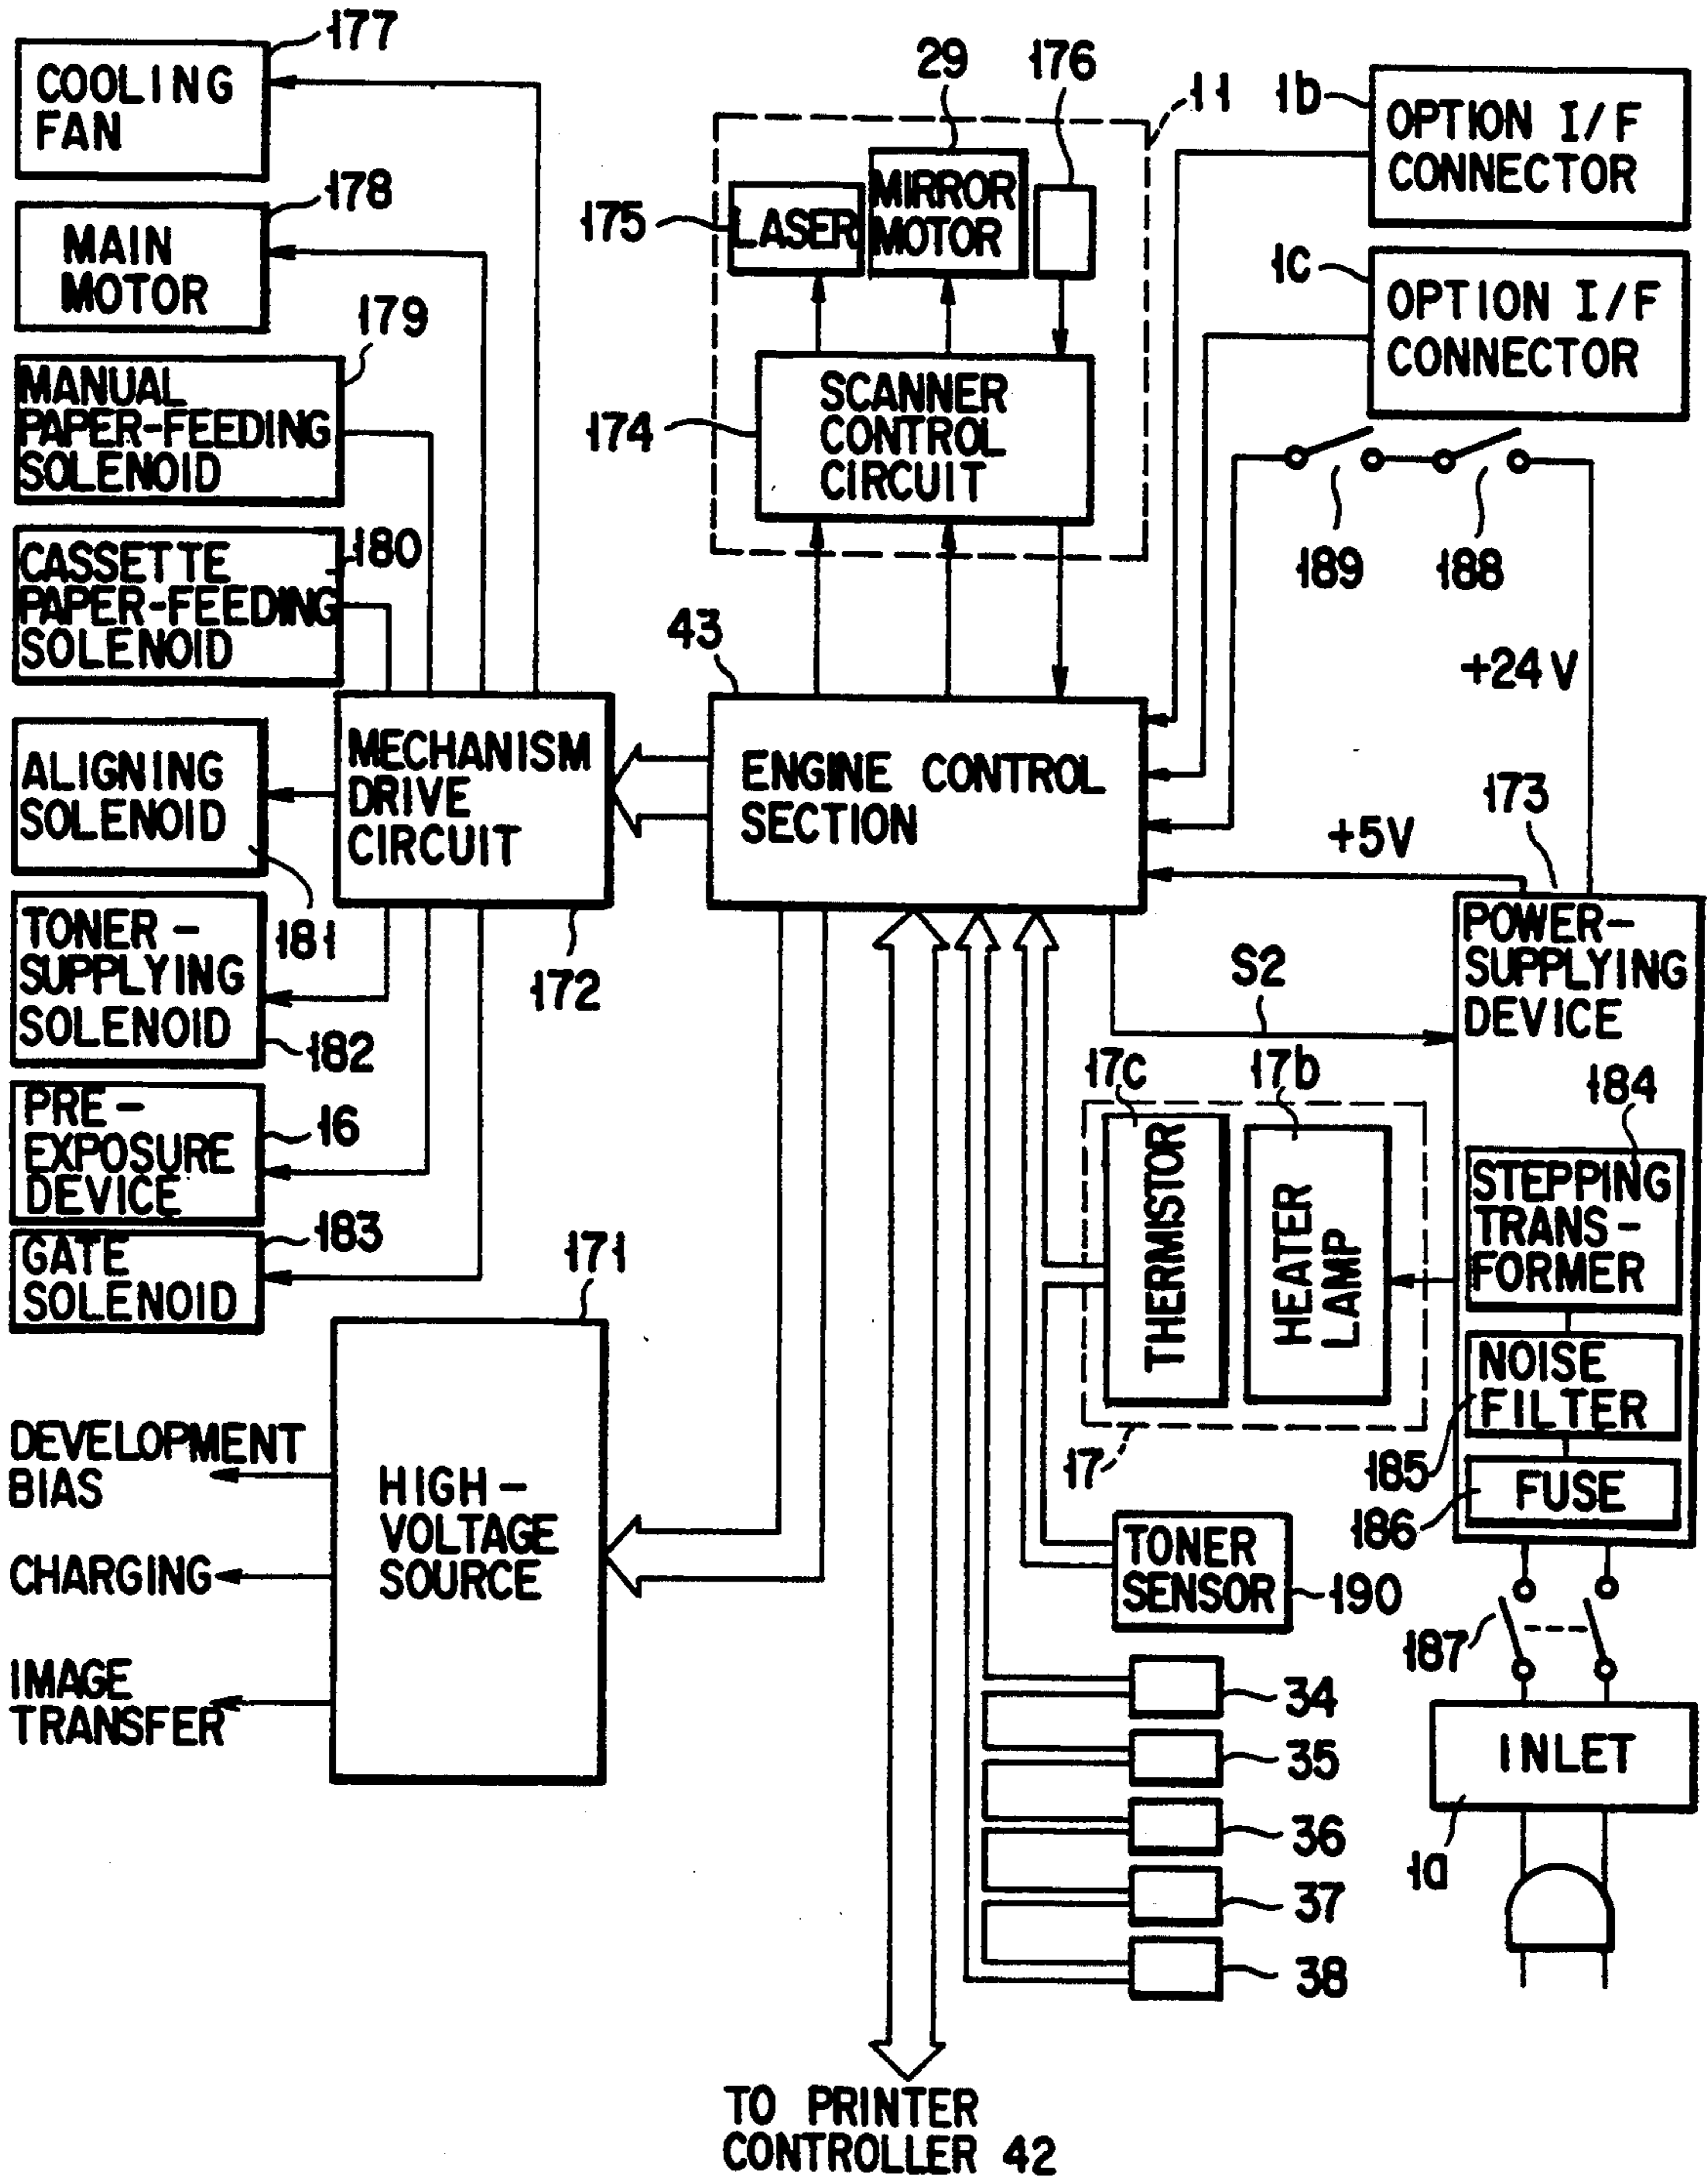 177
COOLING
FAN
178
MAIN
MOTOR
179
MANUAL
PAPER-FEEDING
SOLENOID
180
CASSETTE
PAPER-FEEDING
SOLENOID
ALIGNING
SOLENOID
181
TONER-
SUPPLYING
SOLENOID
182
PRE-
EXPOSURE
DEVICE
16
GATE
SOLENOID
183
MECHANISM
DRIVE
CIRCUIT
172
29
176
11
175
LASER
MIRROR
MOTOR
174
SCANNER
CONTROL
CIRCUIT
43
ENGINE CONTROL
SECTION
1b
OPTION I/F
CONNECTOR
1c
OPTION I/F
CONNECTOR
189
188
+24V
173
+5V
S2
POWER-
SUPPLYING
DEVICE
184
STEPPING
TRANS-
FORMER
NOISE
FILTER
185
FUSE
186
17c
17b
THERMISTOR
HEATER
LAMP
17
TONER
SENSOR
190
187
INLET
1a
34
35
36
37
38
171
HIGH-
VOLTAGE
SOURCE
DEVELOPMENT
BIAS
CHARGING
IMAGE
TRANSFER
TO PRINTER
CONTROLLER 42